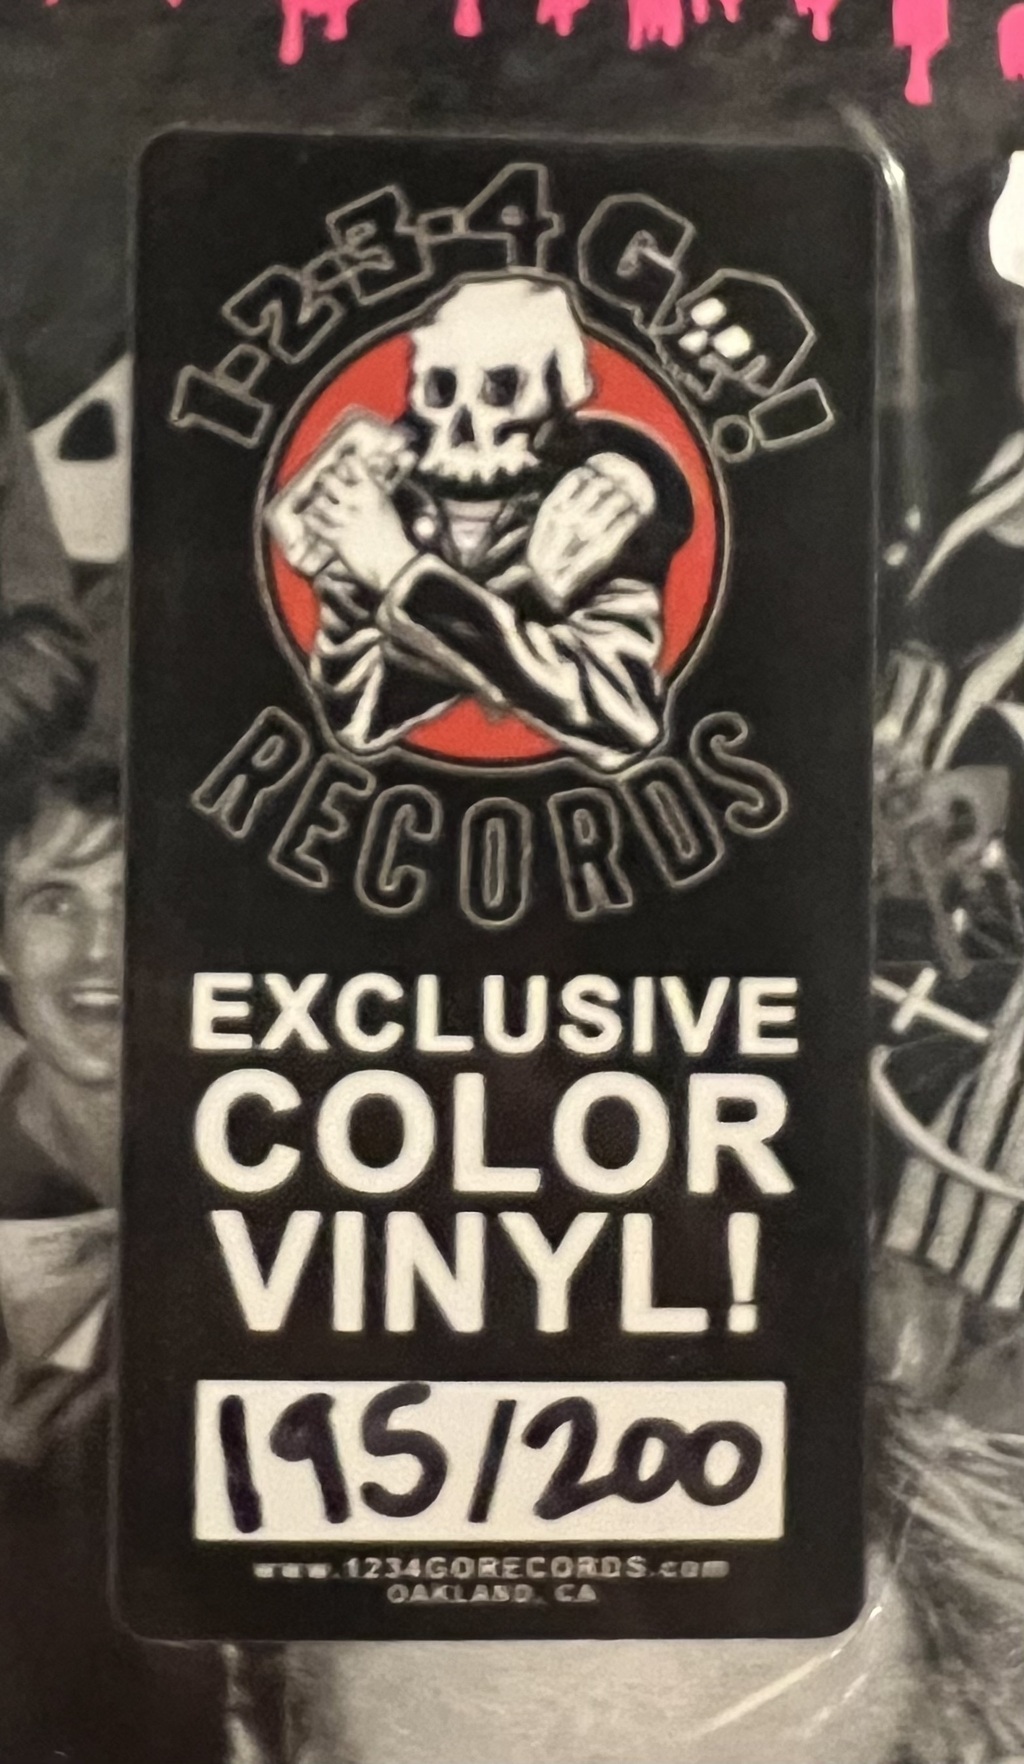 1-2-3-4 GO!
RECORDS
EXCLUSIVE
COLOR
VINYL!
195/200
www.1234GORECORDS.com
OAKLAND, CA